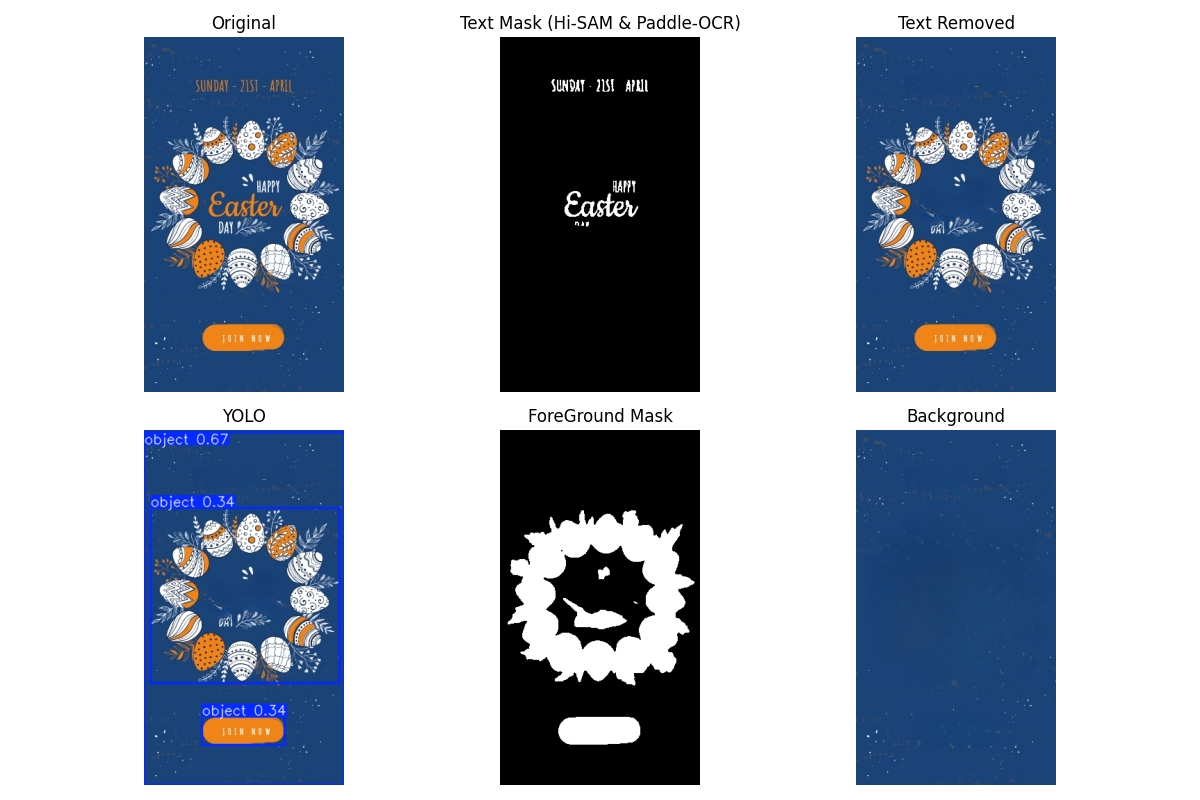 Original
SUNDAY - 21ST - APRIL
HAPPY
Easter
DAY
JOIN NOW
Text Mask (Hi-SAM & Paddle-OCR)
SUNDAY - 21ST APRIL
HAPPY
Easter
Text Removed
DAY
JOIN NOW
YOLO
object 0.67
object 0.34
DAY
object 0.34
JOIN NOW
ForeGround Mask
Background